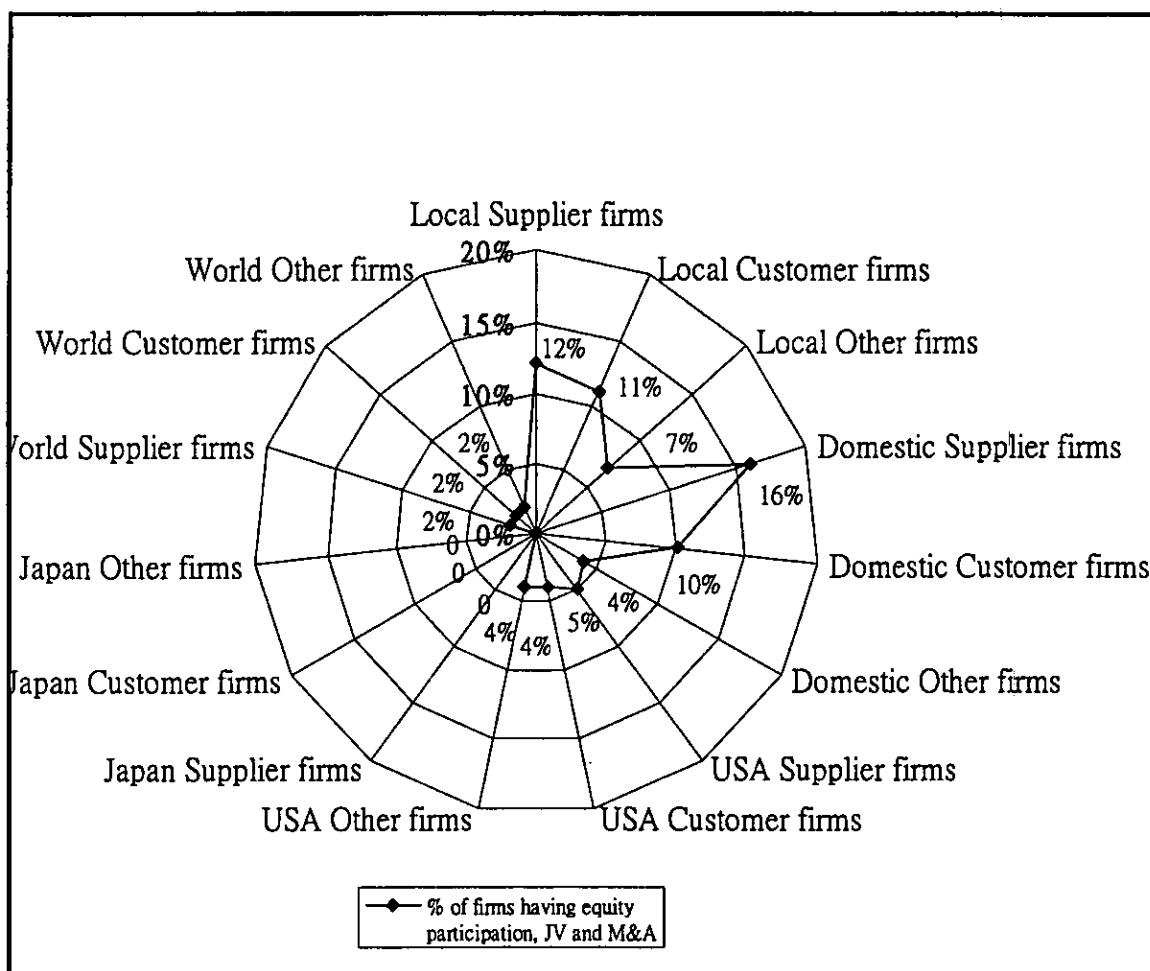 Local Supplier firms
20%
World Other firms
Local Customer firms
15%
World Customer firms
Local Other firms
12%
11%
10%
2%
7%
World Supplier firms
5%
Domestic Supplier firms
2%
16%
2%
0%
0
Japan Other firms
Domestic Customer firms
10%
0
4%
0
5%
4%
4%
Japan Customer firms
Domestic Other firms
Japan Supplier firms
USA Supplier firms
USA Other firms
USA Customer firms
% of firms having equity
participation, JV and M&A